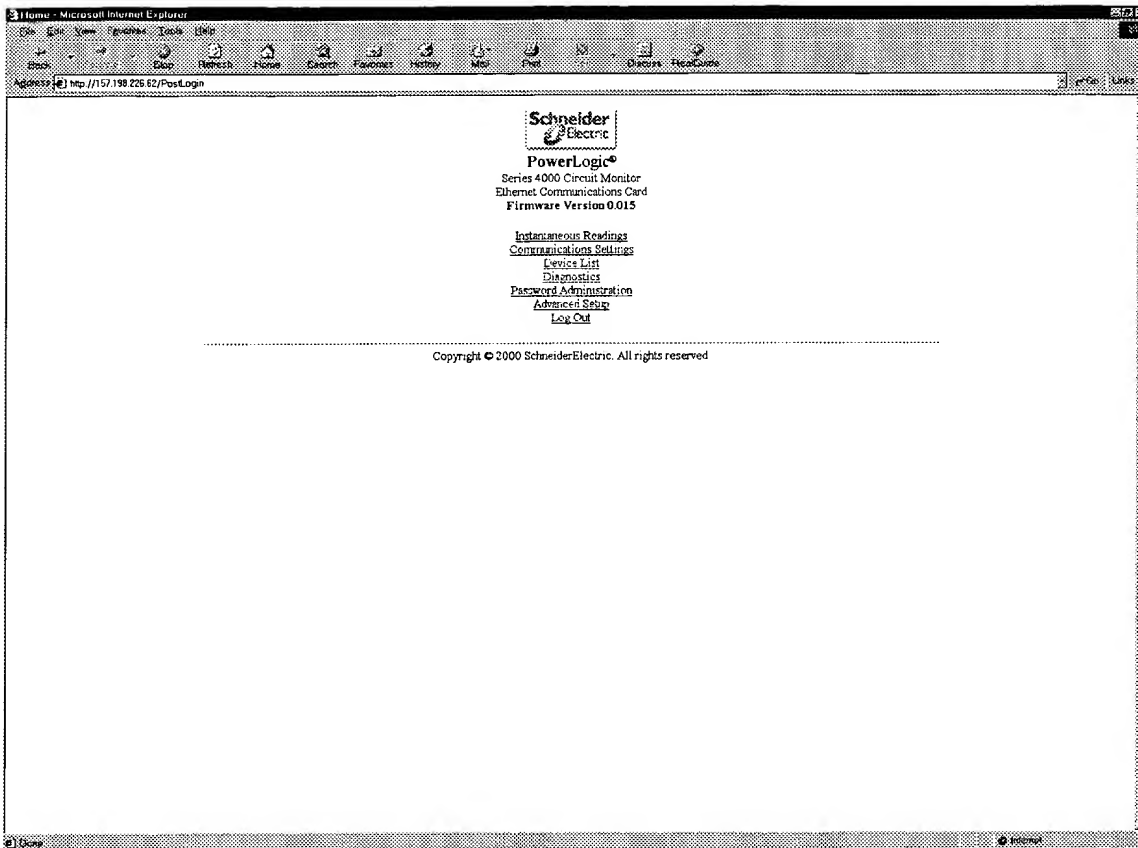 Home - Microsoft Internet Explorer
File Edit View Favorites Tools Help
Back Stop Refresh Home Search Favorites History Mail Print Discuss RealGuide
Address http://157.198.226.62/PostLogin Go Links
Schneider
Electric
PowerLogic®
Series 4000 Circuit Monitor
Ethernet Communications Card
Firmware Version 0.015
Instantaneous Readings
Communications Settings
Device List
Diagnostics
Password Administration
Advanced Setup
Log Out
Copyright © 2000 SchneiderElectric. All rights reserved
Done Internet